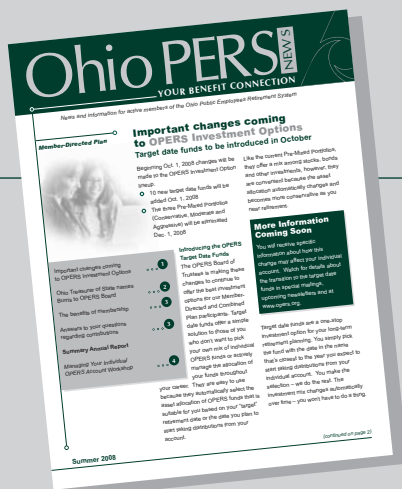 Ohio PERS NEWS
YOUR BENEFIT CONNECTION
News and information for active members of the Ohio Public Employees Retirement System
Member-Directed Plan
Important changes coming
to OPERS Investment Options
Target date funds to be introduced in October
Beginning Oct. 1, 2008 changes will be
made to the OPERS Investment Option
lineup.
10 new target date funds will be
added Oct. 1, 2008
The three Pre-Mixed Portfolios
(Conservative, Moderate and
Aggressive) will be eliminated
Dec. 1, 2008
Introducing the OPERS
Target Date Funds
The OPERS Board of
Trustees is making these
changes to continue to
offer the best investment
options for our Member-
Directed and Combined
Plan participants. Target
date funds offer a simple
solution to those of you
who don't want to pick
your own mix of individual
OPERS funds or actively
manage the allocation of
your funds throughout
your career. They are easy to use
because they automatically select the
asset allocation of OPERS funds that is
suitable for you based on your "target"
retirement date or the date you plan to
start taking distributions from your
account.
Like the current Pre-Mixed Portfolios,
they offer a mix among stocks, bonds
and other investments, however, they
are convenient because the asset
allocation automatically changes and
becomes more conservative as you
near retirement.
More Information
Coming Soon
You will receive specific
information about how this
change may affect your individual
account. Watch for details about
the transition to the target date
funds in special mailings,
upcoming newsletters and at
www.opers.org.
Target date funds are a one-stop
investment option for your long-term
retirement planning. You simply pick
the fund with the date in the name
that's closest to the year you expect to
start taking distributions from your
individual account. You make the
selection – we do the rest. The
investment mix changes automatically
over time – you won't have to do a thing.
(continued on page 2)
Important changes coming
to OPERS Investment Options 1
Ohio Treasurer of State names
Burns to OPERS Board 2
The benefits of membership 3
Answers to your questions
regarding contributions 3
Summary Annual Report
Managing Your Individual
OPERS Account Workshop 4
Summer 2008